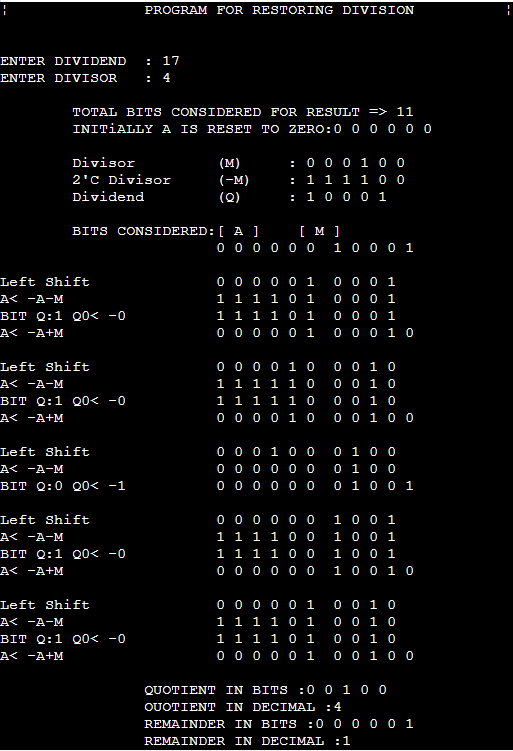 PROGRAM FOR RESTORING DIVISION
ENTER DIVIDEND : 17
ENTER DIVISOR : 4
TOTAL BITS CONSIDERED FOR RESULT => 11
INITiALLY A IS RESET TO ZERO:0 0 0 0 0 0
Divisor (M) : 0 0 0 1 0 0
2'C Divisor (-M) : 1 1 1 1 0 0
Dividend (Q) : 1 0 0 0 1
BITS CONSIDERED:[ A ] [ M ]
0 0 0 0 0 0 1 0 0 0 1
Left Shift 0 0 0 0 0 1 0 0 0 1
A< -A-M 1 1 1 1 0 1 0 0 0 1
BIT Q:1 Q0< -0 1 1 1 1 0 1 0 0 0 1
A< -A+M 0 0 0 0 0 1 0 0 0 1 0
Left Shift 0 0 0 0 1 0 0 0 1 0
A< -A-M 1 1 1 1 1 0 0 0 1 0
BIT Q:1 Q0< -0 1 1 1 1 1 0 0 0 1 0
A< -A+M 0 0 0 0 1 0 0 0 1 0 0
Left Shift 0 0 0 1 0 0 0 1 0 0
A< -A-M 0 0 0 0 0 0 0 1 0 0
BIT Q:0 Q0< -1 0 0 0 0 0 0 0 1 0 0 1
Left Shift 0 0 0 0 0 0 1 0 0 1
A< -A-M 1 1 1 1 0 0 1 0 0 1
BIT Q:1 Q0< -0 1 1 1 1 0 0 1 0 0 1
A< -A+M 0 0 0 0 0 0 1 0 0 1 0
Left Shift 0 0 0 0 0 1 0 0 1 0
A< -A-M 1 1 1 1 0 1 0 0 1 0
BIT Q:1 Q0< -0 1 1 1 1 0 1 0 0 1 0
A< -A+M 0 0 0 0 0 1 0 0 1 0 0
QUOTIENT IN BITS :0 0 1 0 0
OUOTIENT IN DECIMAL :4
REMAINDER IN BITS :0 0 0 0 0 1
REMAINDER IN DECIMAL :1